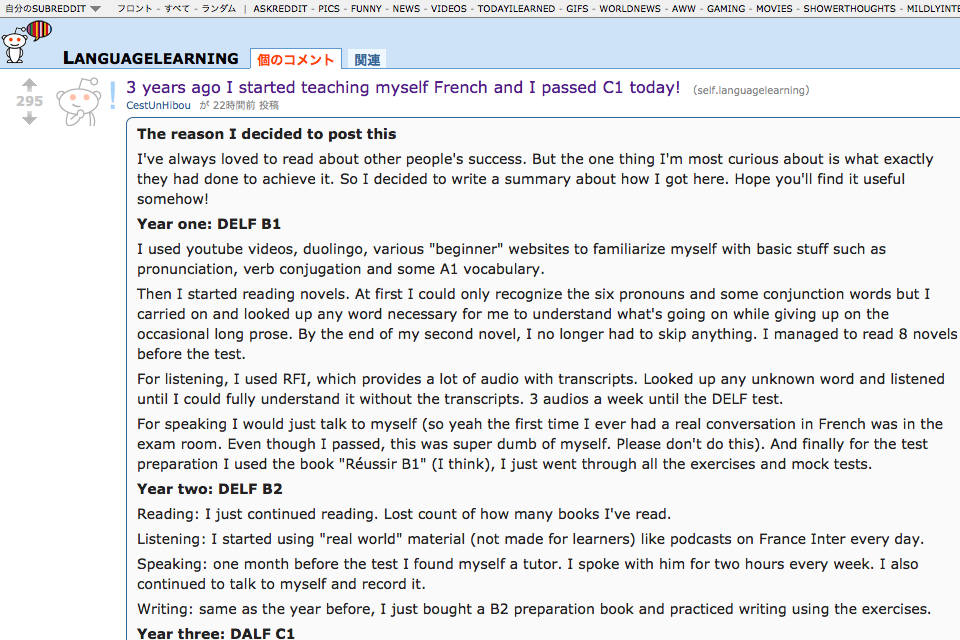 自分のSUBREDDIT ▼ フロント - すべて - ランダム | ASKREDDIT - PICS - FUNNY - NEWS - VIDEOS - TODAYILEARNED - GIFS - WORLDNEWS - AWW - GAMING - MOVIES - SHOWERTHOUGHTS - MILDLYINTE
LANGUAGELEARNING 個のコメント 関連
3 years ago I started teaching myself French and I passed C1 today! (self.languagelearning)
295
CestUnHibou が 22時間前 投稿
The reason I decided to post this
I've always loved to read about other people's success. But the one thing I'm most curious about is what exactly
they had done to achieve it. So I decided to write a summary about how I got here. Hope you'll find it useful
somehow!
Year one: DELF B1
I used youtube videos, duolingo, various "beginner" websites to familiarize myself with basic stuff such as
pronunciation, verb conjugation and some A1 vocabulary.
Then I started reading novels. At first I could only recognize the six pronouns and some conjunction words but I
carried on and looked up any word necessary for me to understand what's going on while giving up on the
occasional long prose. By the end of my second novel, I no longer had to skip anything. I managed to read 8 novels
before the test.
For listening, I used RFI, which provides a lot of audio with transcripts. Looked up any unknown word and listened
until I could fully understand it without the transcripts. 3 audios a week until the DELF test.
For speaking I would just talk to myself (so yeah the first time I ever had a real conversation in French was in the
exam room. Even though I passed, this was super dumb of myself. Please don't do this). And finally for the test
preparation I used the book "Réussir B1" (I think), I just went through all the exercises and mock tests.
Year two: DELF B2
Reading: I just continued reading. Lost count of how many books I've read.
Listening: I started using "real world" material (not made for learners) like podcasts on France Inter every day.
Speaking: one month before the test I found myself a tutor. I spoke with him for two hours every week. I also
continued to talk to myself and record it.
Writing: same as the year before, I just bought a B2 preparation book and practiced writing using the exercises.
Year three: DALF C1